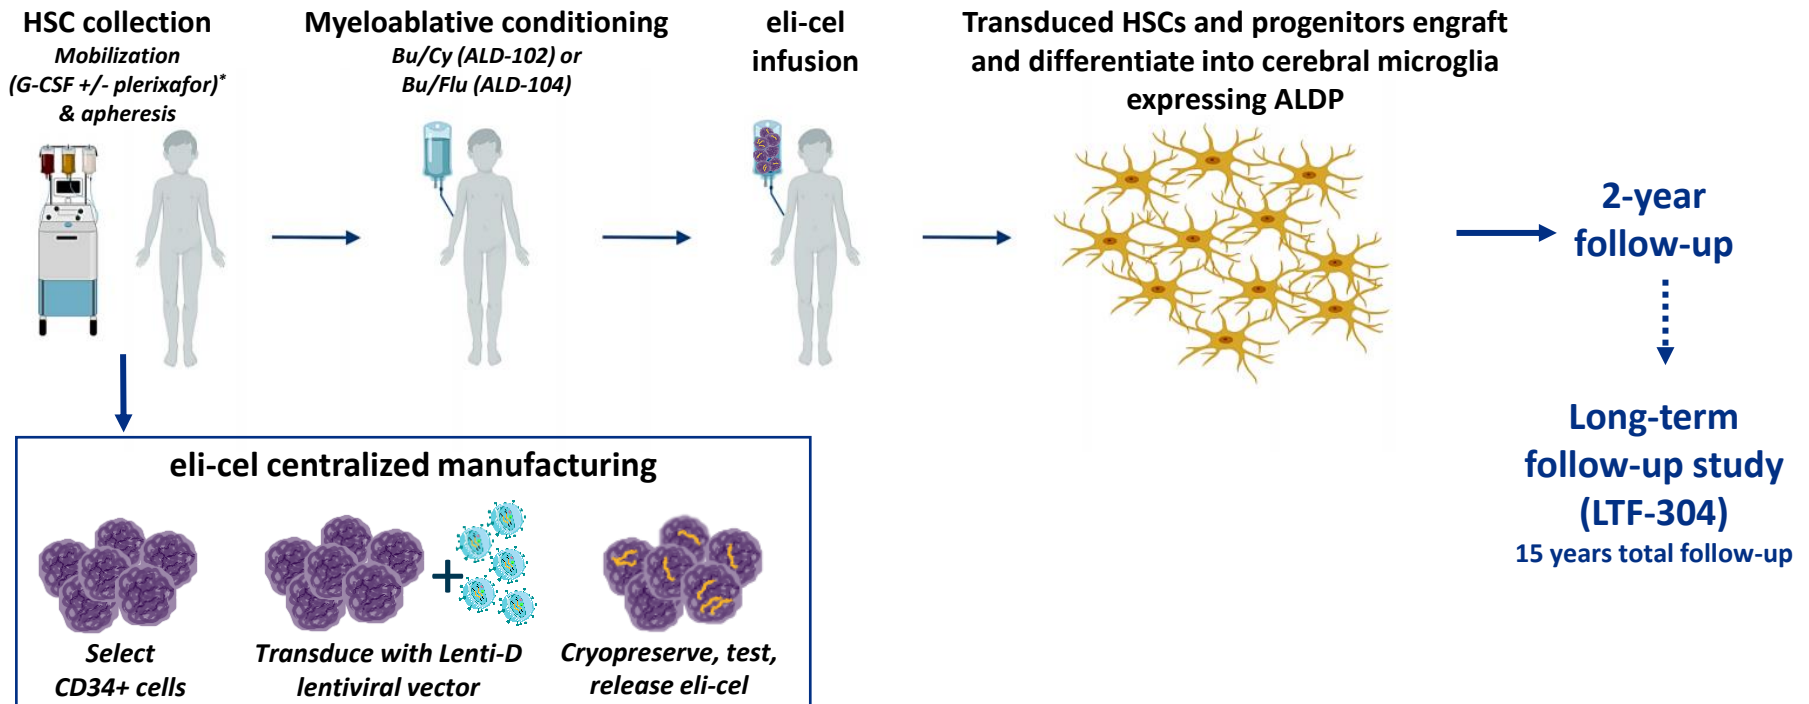 HSC collection
Mobilization
(G-CSF +/- plerixafor)*
& apheresis
Myeloablative conditioning
Bu/Cy (ALD-102) or
Bu/Flu (ALD-104)
eli-cel
infusion
Transduced HSCs and progenitors engraft
and differentiate into cerebral microglia
expressing ALDP
2-year
follow-up
Long-term
follow-up study
(LTF-304)
15 years total follow-up
eli-cel centralized manufacturing
+
Select
CD34+ cells
Transduce with Lenti-D
lentiviral vector
Cryopreserve, test,
release eli-cel